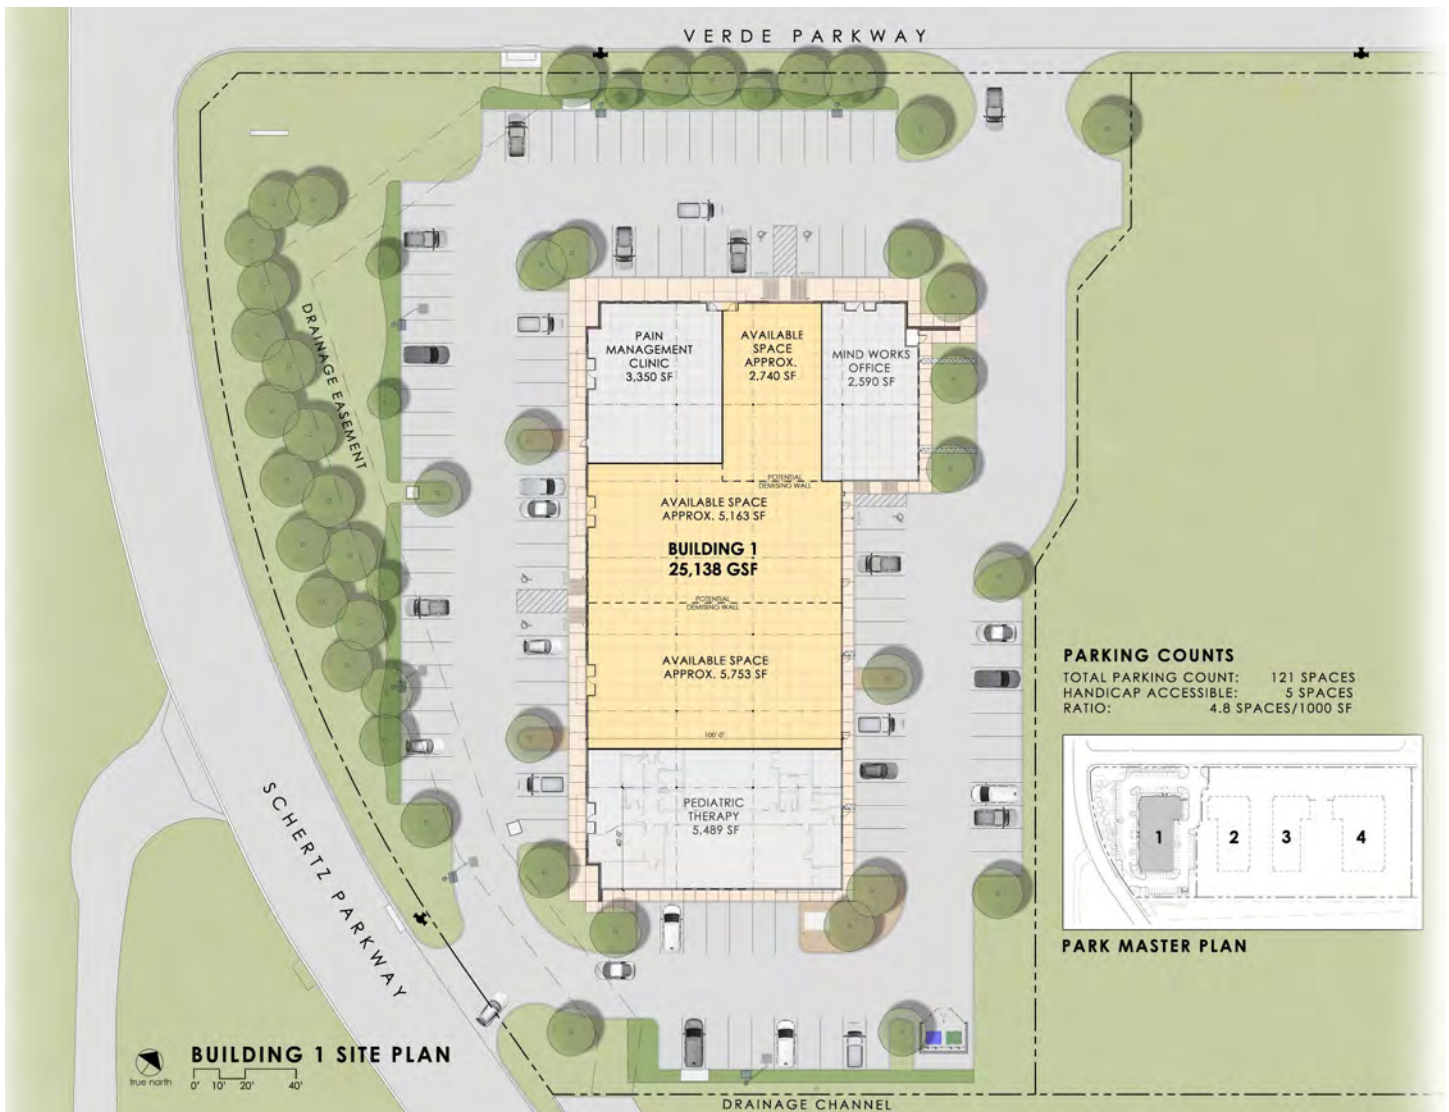 VERDE PARKWAY
DRAINAGE EASEMENT
PAIN
MANAGEMENT
CLINIC
3,350 SF
AVAILABLE
SPACE
APPROX.
2,740 SF
MIND WORKS
OFFICE
2,590 SF
POTENTIAL
DEMISING WALL
AVAILABLE SPACE
APPROX. 5,163 SF
BUILDING 1
25,138 GSF
POTENTIAL
DEMISING WALL
AVAILABLE SPACE
APPROX. 5,753 SF
100'-0"
PEDIATRIC
THERAPY
5,489 SF
60'-0"
SCHERTZ PARKWAY
PARKING COUNTS
TOTAL PARKING COUNT: 121 SPACES
HANDICAP ACCESSIBLE: 5 SPACES
RATIO: 4.8 SPACES/1000 SF
1
2
3
4
PARK MASTER PLAN
true north
BUILDING 1 SITE PLAN
0' 10' 20' 40'
DRAINAGE CHANNEL